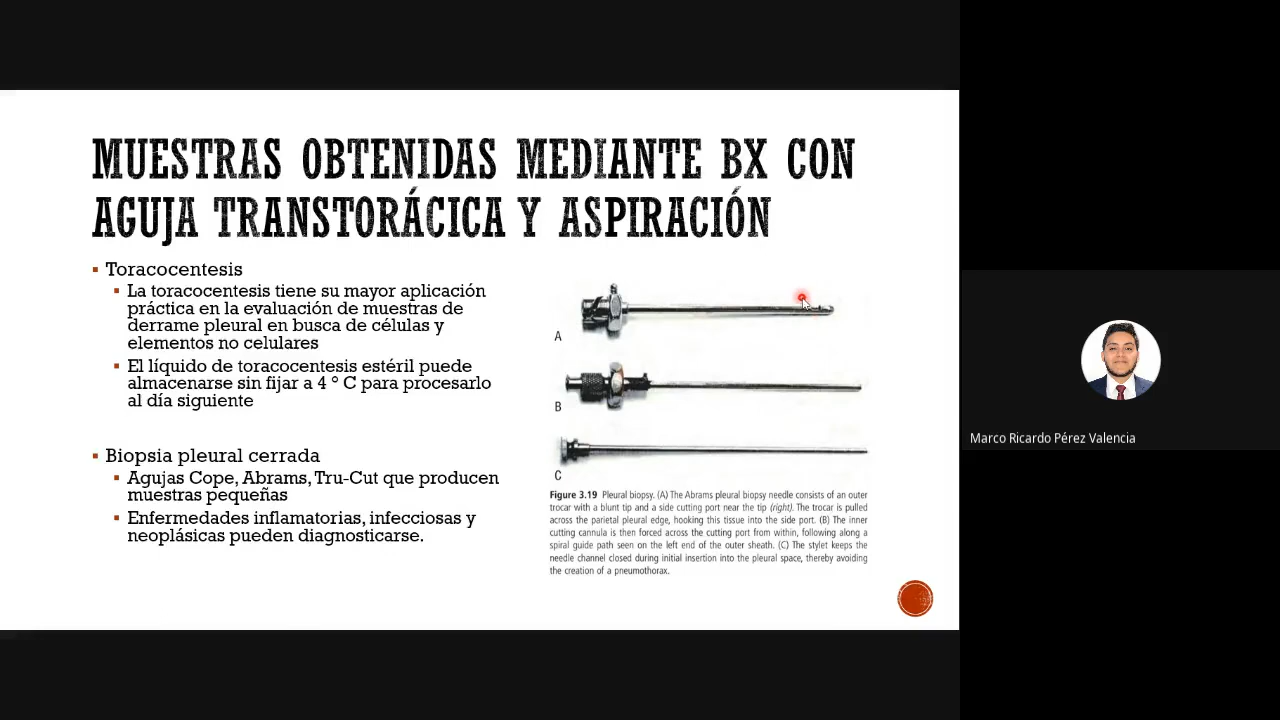 MUESTRAS OBTENIDAS MEDIANTE BX CON
AGUJA TRANSTORÁCICA Y ASPIRACIÓN
▪ Toracocentesis
▪ La toracocentesis tiene su mayor aplicación
práctica en la evaluación de muestras de
derrame pleural en busca de células y
elementos no celulares
▪ El líquido de toracocentesis estéril puede
almacenarse sin fijar a 4 ° C para procesarlo
al día siguiente
▪ Biopsia pleural cerrada
▪ Agujas Cope, Abrams, Tru-Cut que producen
muestras pequeñas
▪ Enfermedades inflamatorias, infecciosas y
neoplásicas pueden diagnosticarse.
A
B
C
Figure 3.19 Pleural biopsy. (A) The Abrams pleural biopsy needle consists of an outer
trocar with a blunt tip and a side cutting port near the tip (right). The trocar is pulled
across the parietal pleural edge, hooking this tissue into the side port. (B) The inner
cutting cannula is then forced across the cutting port from within, following along a
spiral guide path seen on the left end of the outer sheath. (C) The stylet keeps the
needle channel closed during initial insertion into the pleural space, thereby avoiding
the creation of a pneumothorax.
Marco Ricardo Pérez Valencia